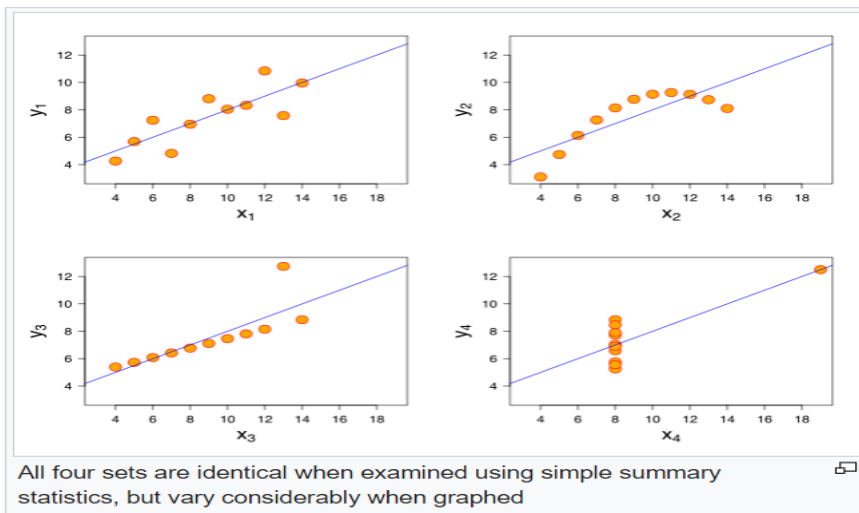 12
10
8
6
4
y1
4 6 8 10 12 14 16 18
x1
12
10
8
6
4
y2
4 6 8 10 12 14 16 18
x2
12
10
8
6
4
y3
4 6 8 10 12 14 16 18
x3
12
10
8
6
4
y4
4 6 8 10 12 14 16 18
x4
All four sets are identical when examined using simple summary
statistics, but vary considerably when graphed